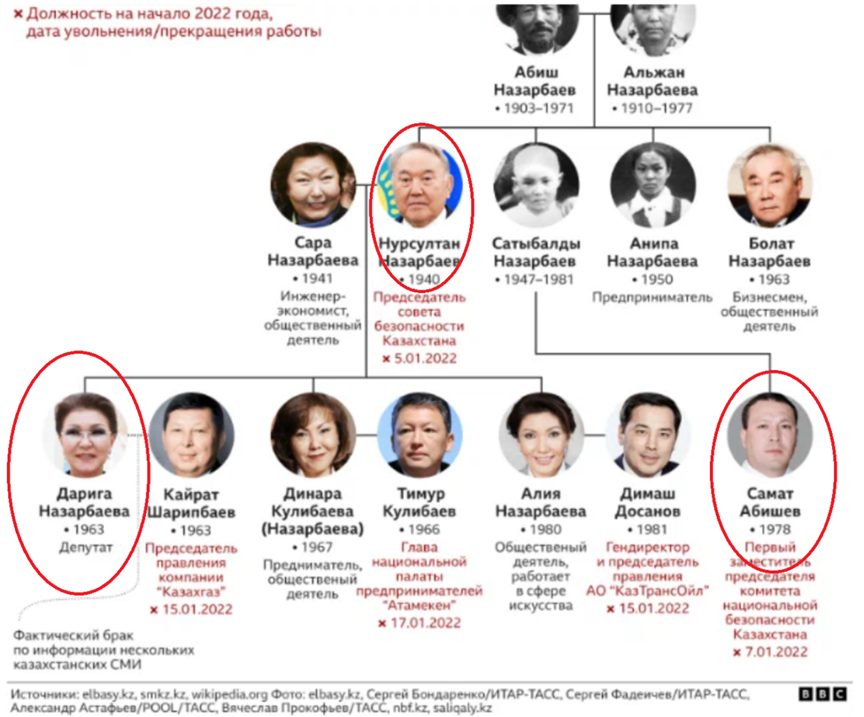 × Должность на начало 2022 года,
дата увольнения/прекращения работы
Абиш
Назарбаев
• 1903–1971
Альжан
Назарбаева
• 1910–1977
Сара
Назарбаева
• 1941
Инженер-
экономист,
общественный
деятель
Нурсултан
Назарбаев
• 1940
Председатель
совета
безопасности
Казахстана
× 5.01.2022
Сатыбалды
Назарбаев
• 1947–1981
Анипа
Назарбаева
• 1950
Предприниматель
Болат
Назарбаев
• 1963
Бизнесмен,
общественный
деятель
Дарига
Назарбаева
• 1963
Депутат
Кайрат
Шарипбаев
• 1963
Председатель
правления
компании
"Казахгаз"
× 15.01.2022
Динара
Кулибаева
(Назарбаева)
• 1967
Предниматель,
общественый
деятель
Тимур
Кулибаев
• 1966
Глава
национальной
палаты
предпринимателей
"Атамекен"
× 17.01.2022
Алия
Назарбаева
• 1980
Общественый
деятель,
работает
в сфере
искусства
Димаш
Досанов
• 1981
Гендиректор
и председатель
правления
АО "КазТрансОйл"
× 15.01.2022
Самат
Абишев
• 1978
Первый
заместитель
председателя
комитета
национальной
безопасности
Казахстана
× 7.01.2022
Фактический брак
по информации нескольких
казахстанских СМИ
Источники: elbasy.kz, smkz.kz, wikipedia.org Фото: elbasy.kz, Сергей Бондаренко/ИТАР-ТАСС, Сергей Фадеичев/ИТАР-ТАСС,
Александр Астафьев/POOL/ТАСС, Вячеслав Прокофьев/ТАСС, nbf.kz, saliqaly.kz
BBC